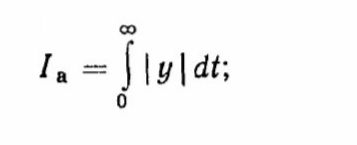 I_a = ∫_0^∞ |y| dt;